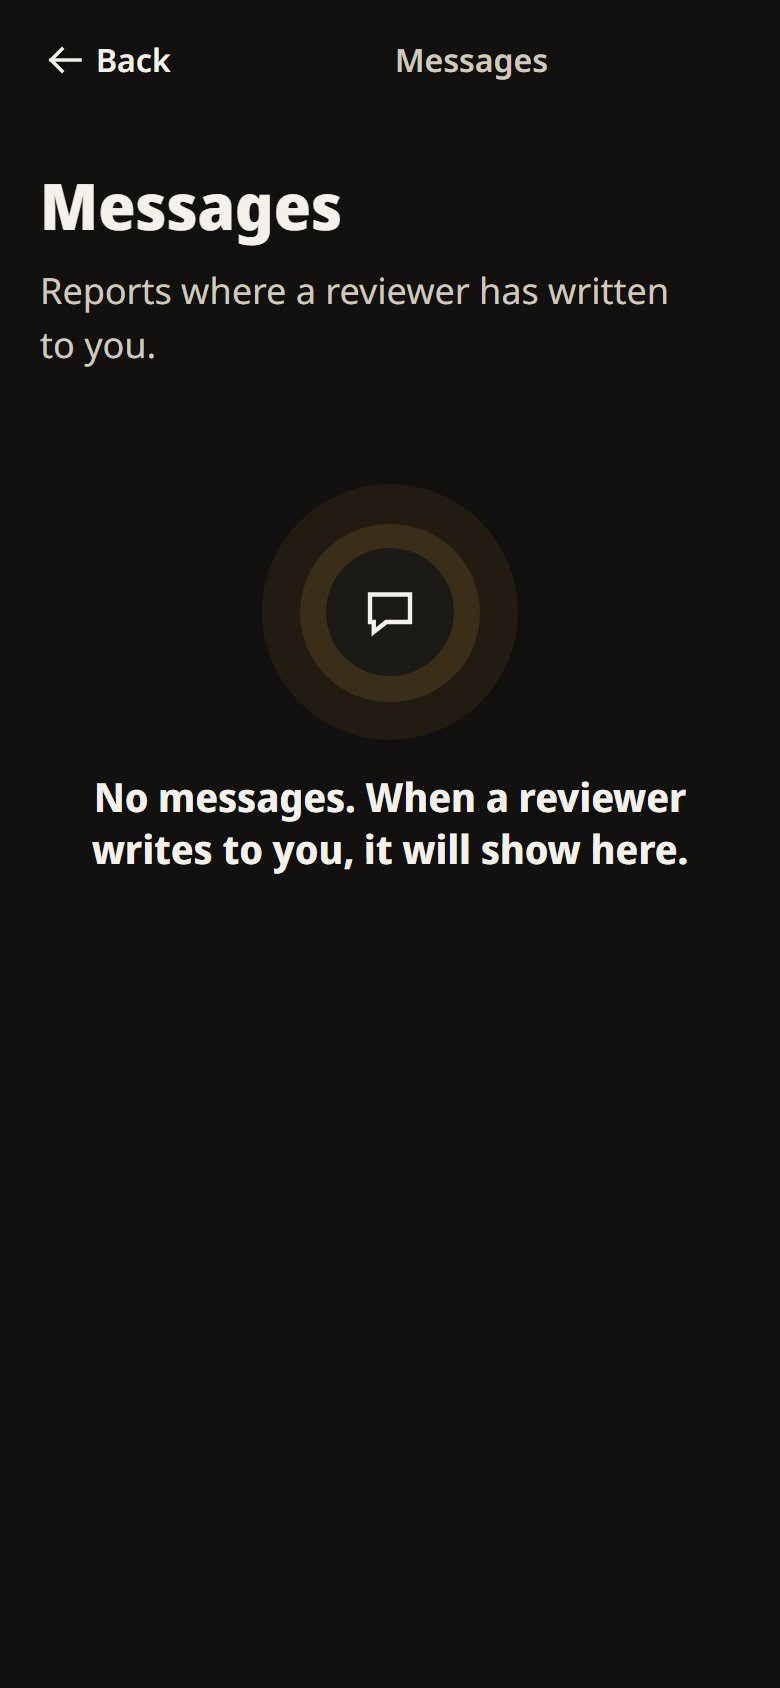 Back
Messages
Messages
Reports where a reviewer has written
to you.
No messages. When a reviewer
writes to you, it will show here.